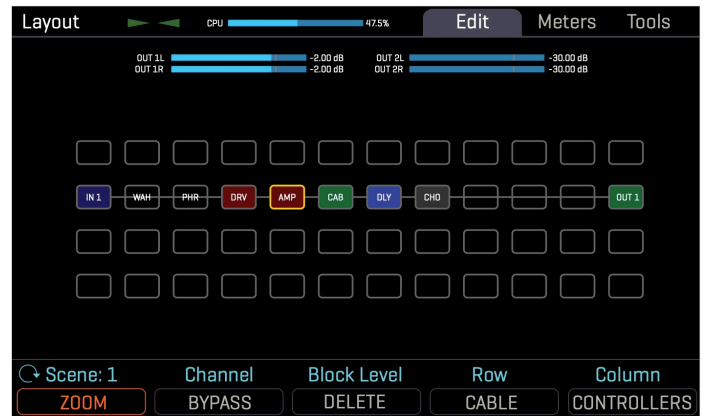 Layout CPU 47.5% Edit Meters Tools
OUT 1L -2.00 dB OUT 2L -30.00 dB
OUT 1R -2.00 dB OUT 2R -30.00 dB
IN 1 WAH PHR DRV AMP CAB DLY CHO OUT 1
Scene: 1 Channel Block Level Row Column
ZOOM BYPASS DELETE CABLE CONTROLLERS